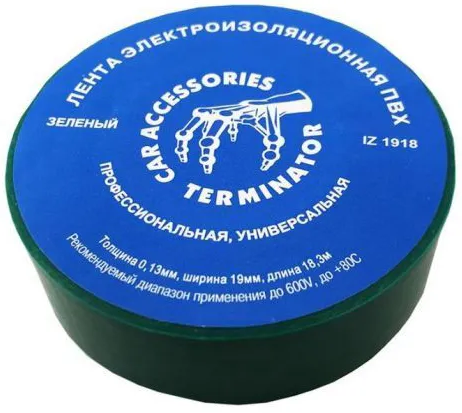 ЛЕНТА ЭЛЕКТРОИЗОЛЯЦИОННАЯ ПВХ
ЗЕЛЕНЫЙ
CAR ACCESSORIES
TERMINATOR
IZ 1918
ПРОФЕССИОНАЛЬНАЯ, УНИВЕРСАЛЬНАЯ
Толщина 0,13мм, ширина 19мм, длина 18,3м
Рекомендуемый диапазон применения до 600V, до +80С